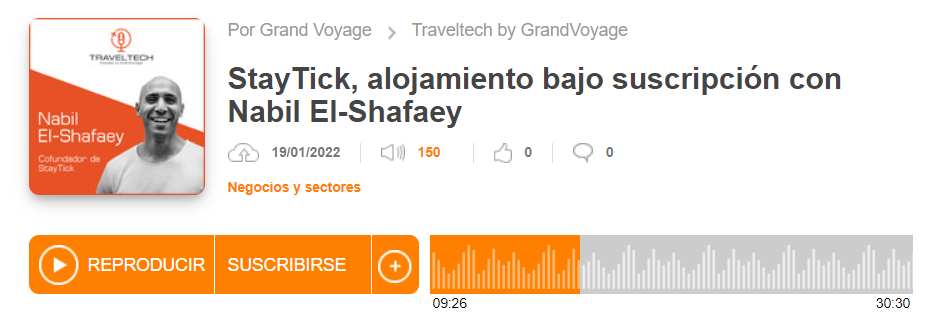 Por Grand Voyage
Traveltech by GrandVoyage
StayTick, alojamiento bajo suscripción con
Nabil El-Shafaey
19/01/2022 150 0 0
Negocios y sectores
TRAVELTECH
Nabil
El-Shafaey
Cofundador de
StayTick
REPRODUCIR SUSCRIBIRSE
09:26 30:30